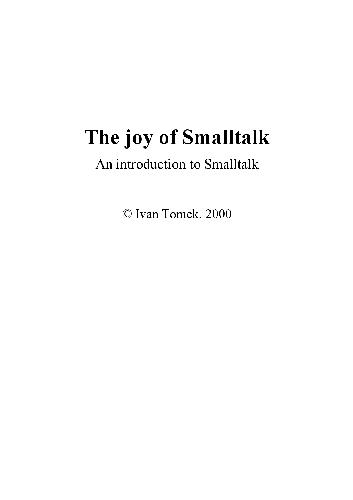 The joy of Smalltalk
An introduction to Smalltalk
© Ivan Tomek, 2000